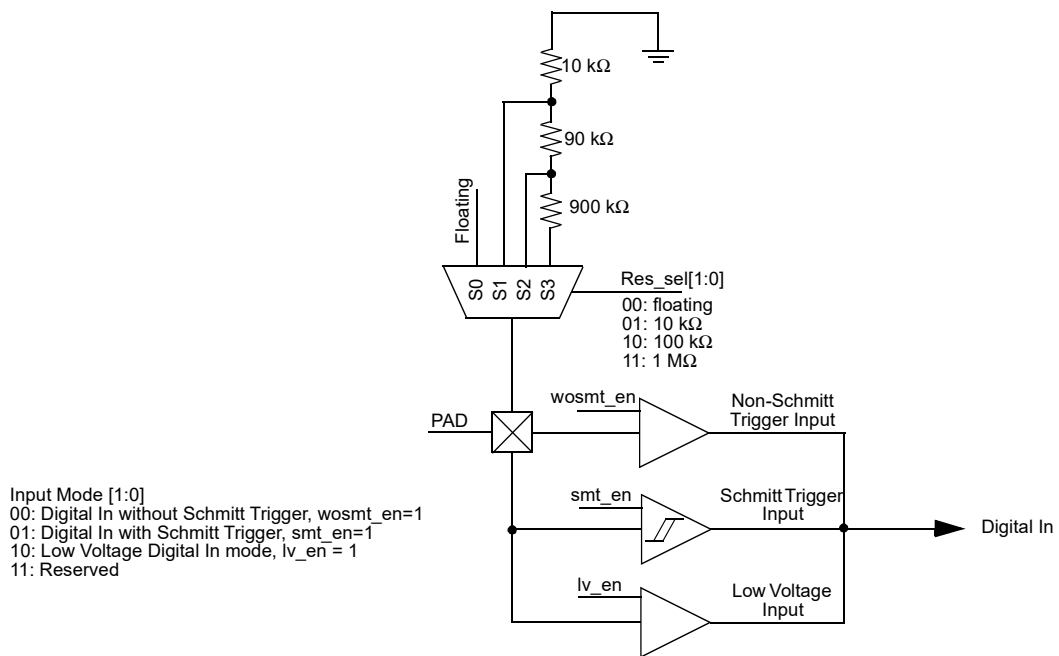 10 kΩ
90 kΩ
900 kΩ
Floating
S0
S1
S2
S3
Res_sel[1:0]
00: floating
01: 10 kΩ
10: 100 kΩ
11: 1 MΩ
PAD
wosmt_en
Non-Schmitt
Trigger Input
Input Mode [1:0]
00: Digital In without Schmitt Trigger, wosmt_en=1
01: Digital In with Schmitt Trigger, smt_en=1
10: Low Voltage Digital In mode, lv_en = 1
11: Reserved
smt_en
Schmitt Trigger
Input
Digital In
lv_en
Low Voltage
Input